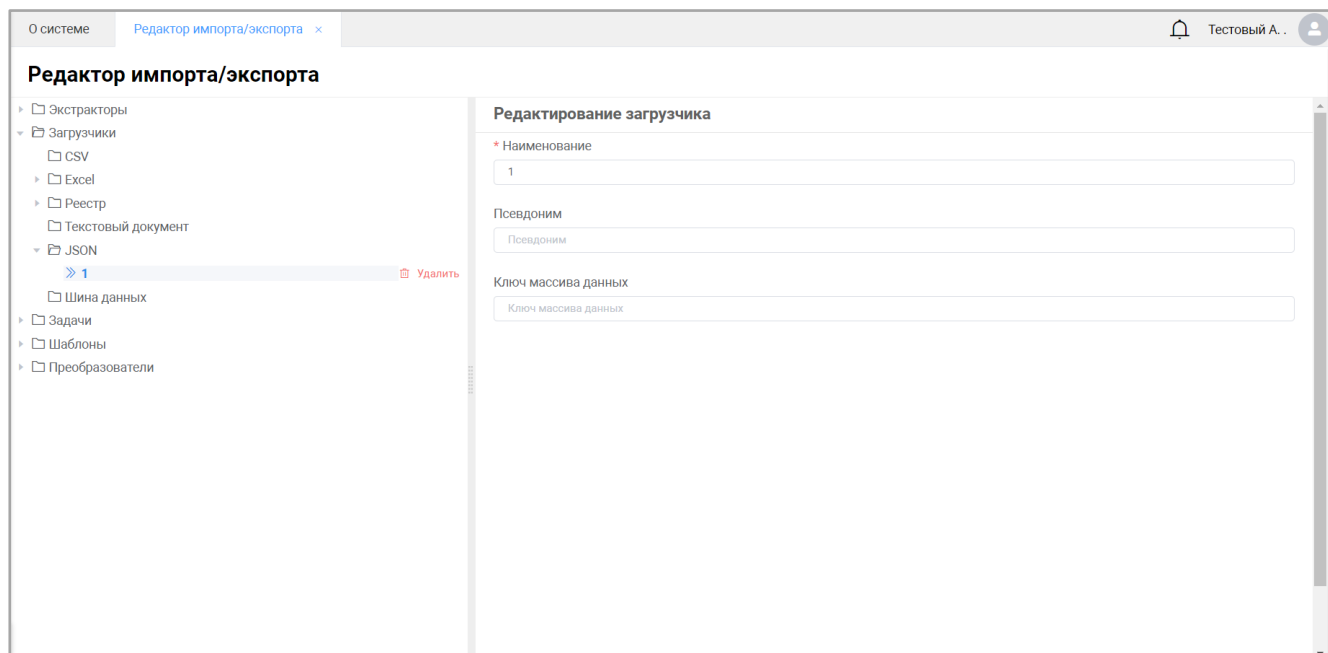 О системе
Редактор импорта/экспорта ×
Тестовый А. .
Редактор импорта/экспорта
Экстракторы
Загрузчики
CSV
Excel
Реестр
Текстовый документ
JSON
1
Удалить
Шина данных
Задачи
Шаблоны
Преобразователи
Редактирование загрузчика
* Наименование
1
Псевдоним
Псевдоним
Ключ массива данных
Ключ массива данных